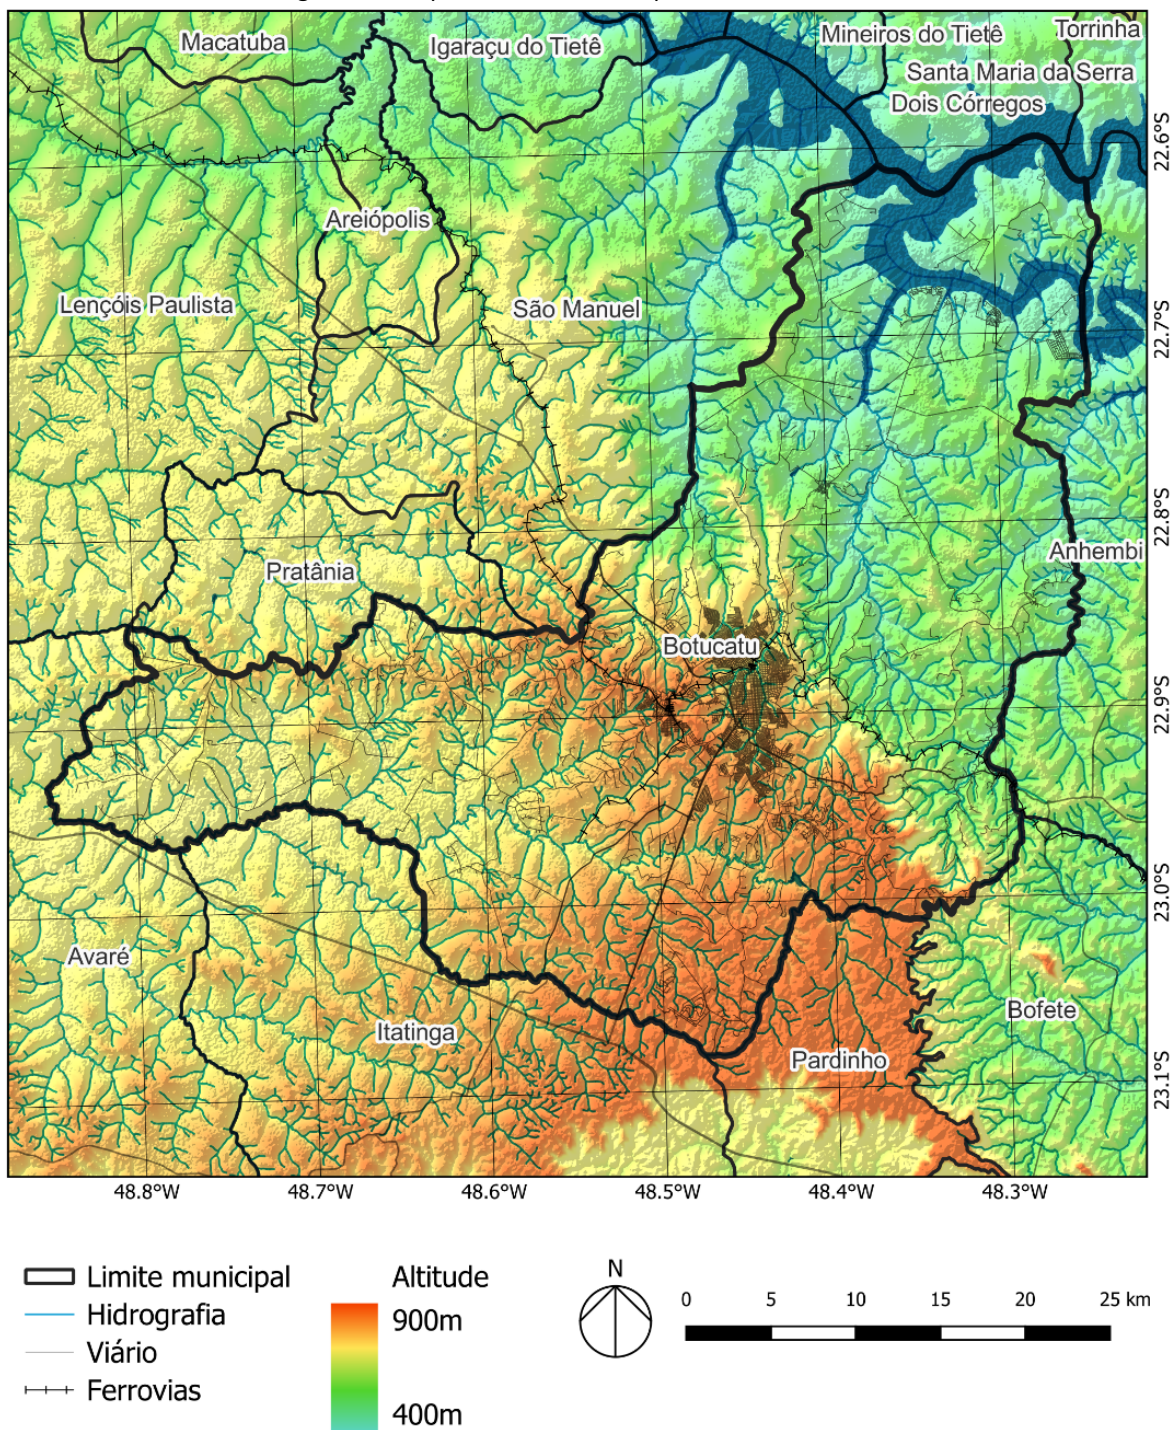 Macatuba
Igaraçu do Tietê
Mineiros do Tietê
Torrinha
Santa Maria da Serra
Dois Córregos
22.6°S
Areiópolis
Lençóis Paulista
São Manuel
22.7°S
22.8°S
Anhembi
Pratânia
Botucatu
22.9°S
23.0°S
Avaré
Itatinga
Bofete
Pardinho
23.1°S
48.8°W
48.7°W
48.6°W
48.5°W
48.4°W
48.3°W
Limite municipal
Hidrografia
Viário
Ferrovias
Altitude
900m
400m
N
0 5 10 15 20 25 km